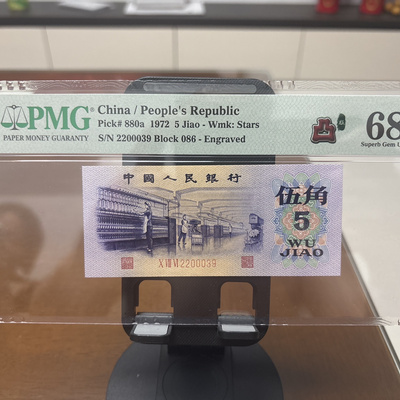 PMG
PAPER MONEY GUARANTY
China / People's Republic
Pick# 880a 1972 5 Jiao - Wmk: Stars
S/N 2200039 Block 086 - Engraved
68
Superb Gem U
中國人民銀行
伍角
5
WU
JIAO
2200039